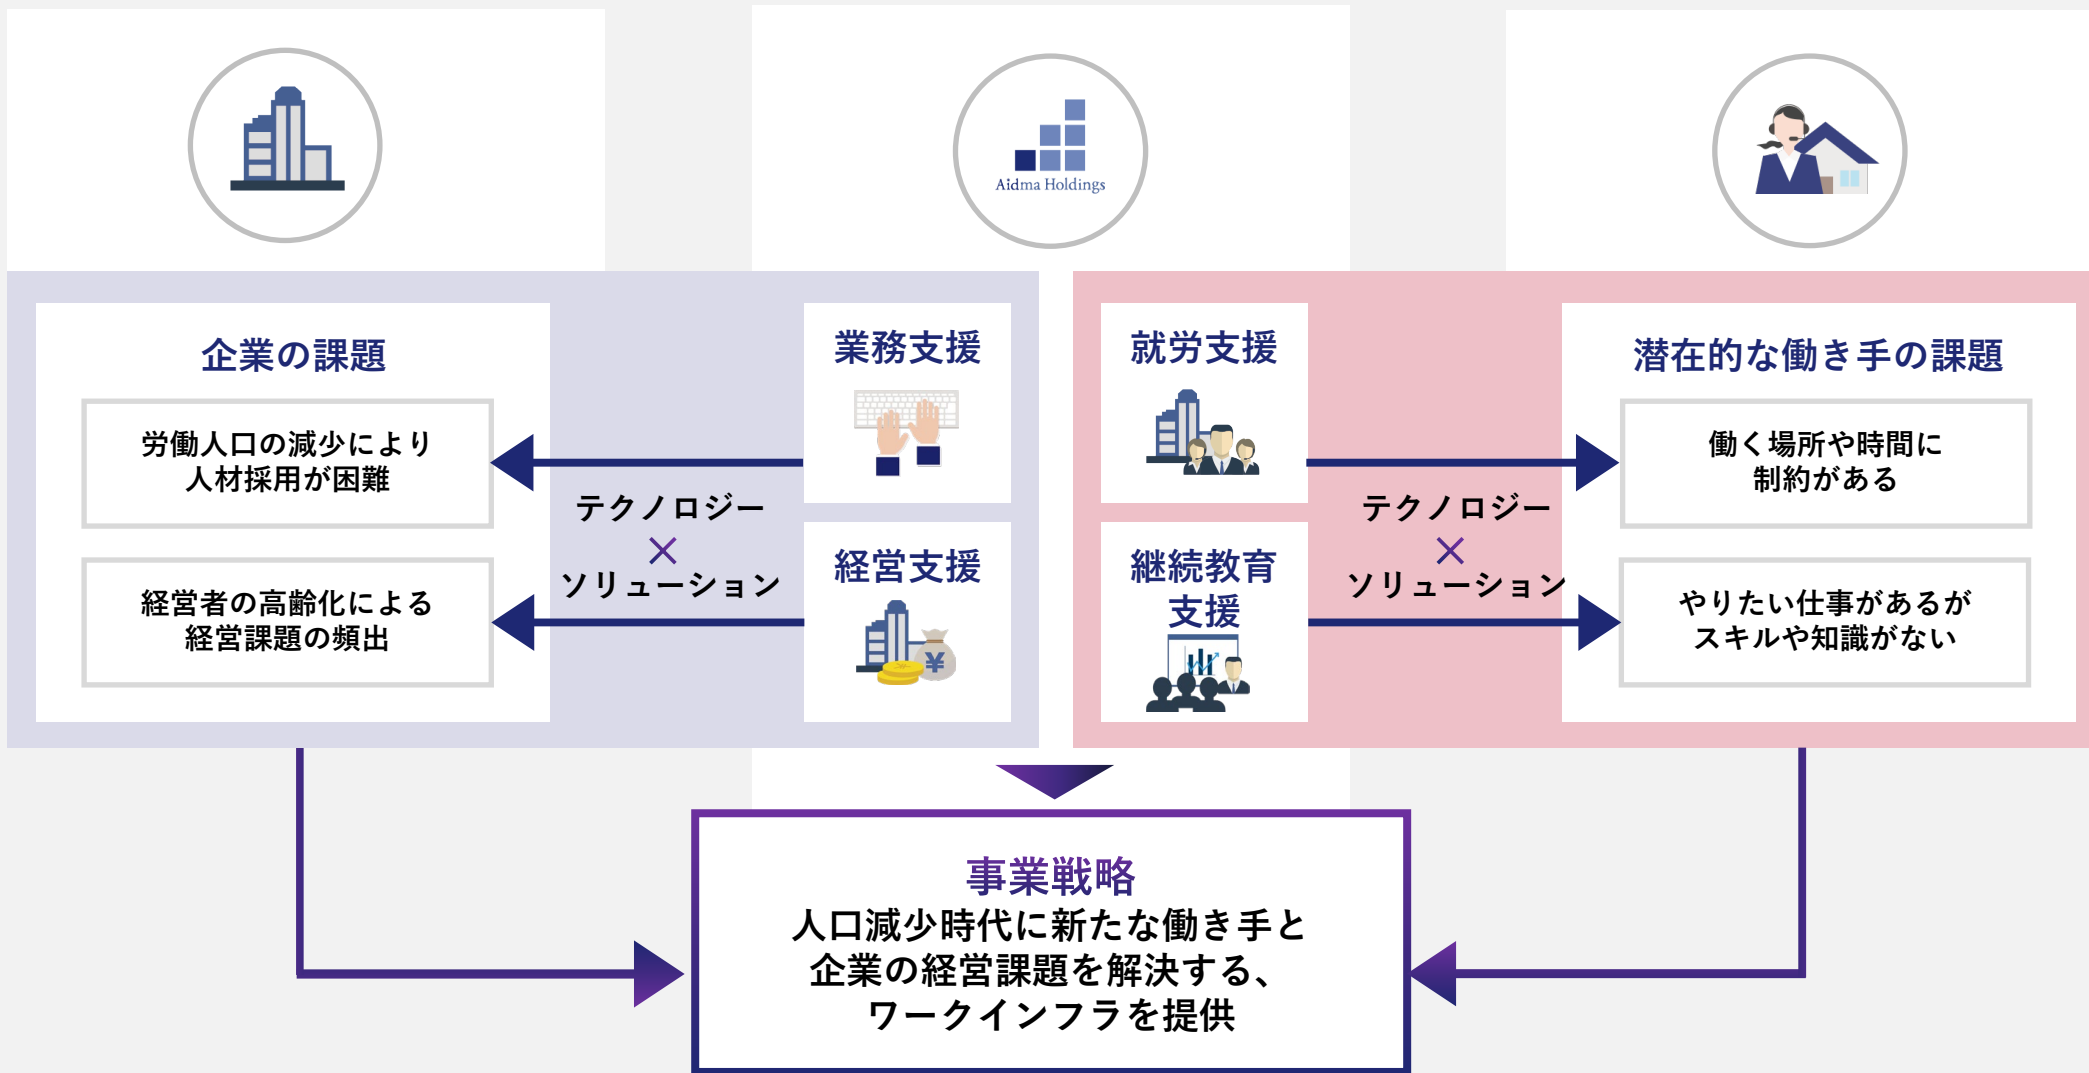 Aidma Holdings
企業の課題
労働人口の減少により
人材採用が困難
経営者の高齢化による
経営課題の頻出
テクノロジー
×
ソリューション
業務支援
経営支援
¥
就労支援
継続教育
支援
テクノロジー
×
ソリューション
潜在的な働き手の課題
働く場所や時間に
制約がある
やりたい仕事があるが
スキルや知識がない
事業戦略
人口減少時代に新たな働き手と
企業の経営課題を解決する、
ワークインフラを提供